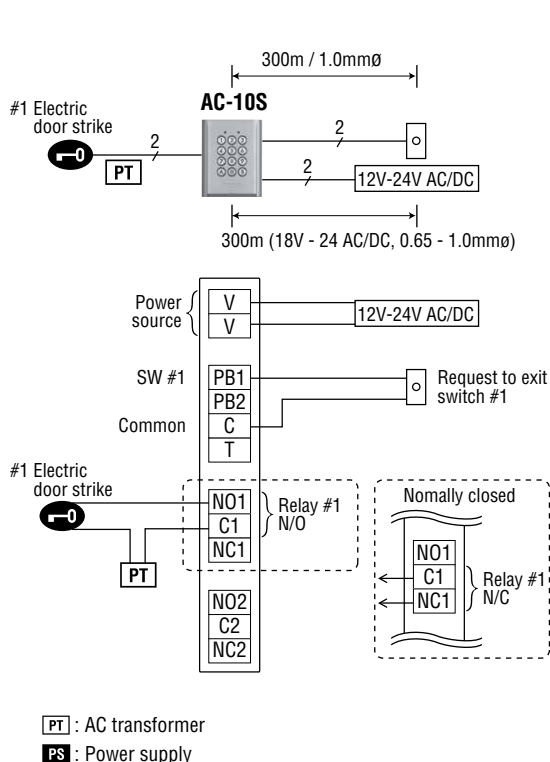 300m / 1.0mmØ
AC-10S
#1 Electric
door strike
2
PT
2
2
12V-24V AC/DC
300m (18V - 24 AC/DC, 0.65 - 1.0mmø)
Power
source
V
V
12V-24V AC/DC
SW #1
PB1
PB2
Common
C
T
Request to exit
switch #1
#1 Electric
door strike
PT
NO1
C1
NC1
Relay #1
N/O
NO2
C2
NC2
Nomally closed
NO1
C1
NC1
Relay #1
N/C
PT : AC transformer
PS : Power supply